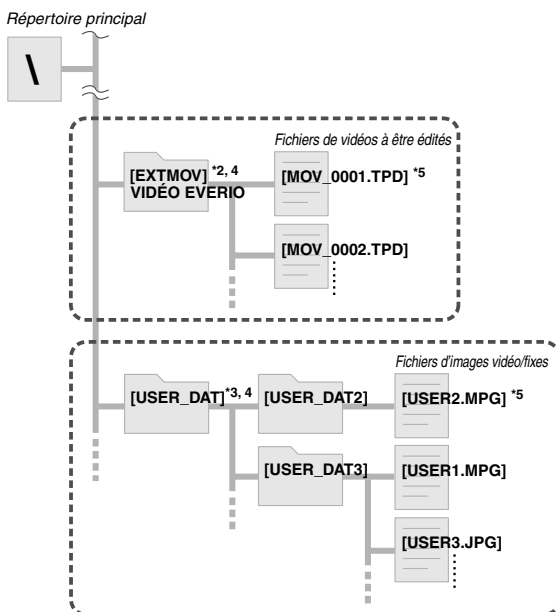 Répertoire principal
\
Fichiers de vidéos à être édités
[EXTMOV] *2, 4
VIDÉO EVERIO
[MOV_0001.TPD] *5
[MOV_0002.TPD]
Fichiers d'images vidéo/fixes
[USER_DAT]*3, 4
[USER_DAT2]
[USER2.MPG] *5
[USER_DAT3]
[USER1.MPG]
[USER3.JPG]